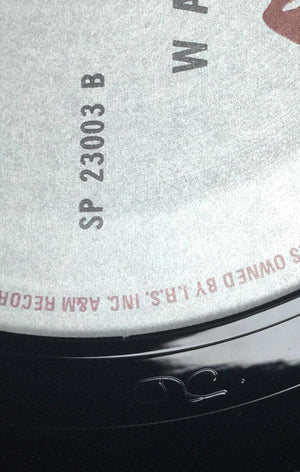 W A
SP 23003 B
S OWNED BY I.R.S. INC. A&M RECOR